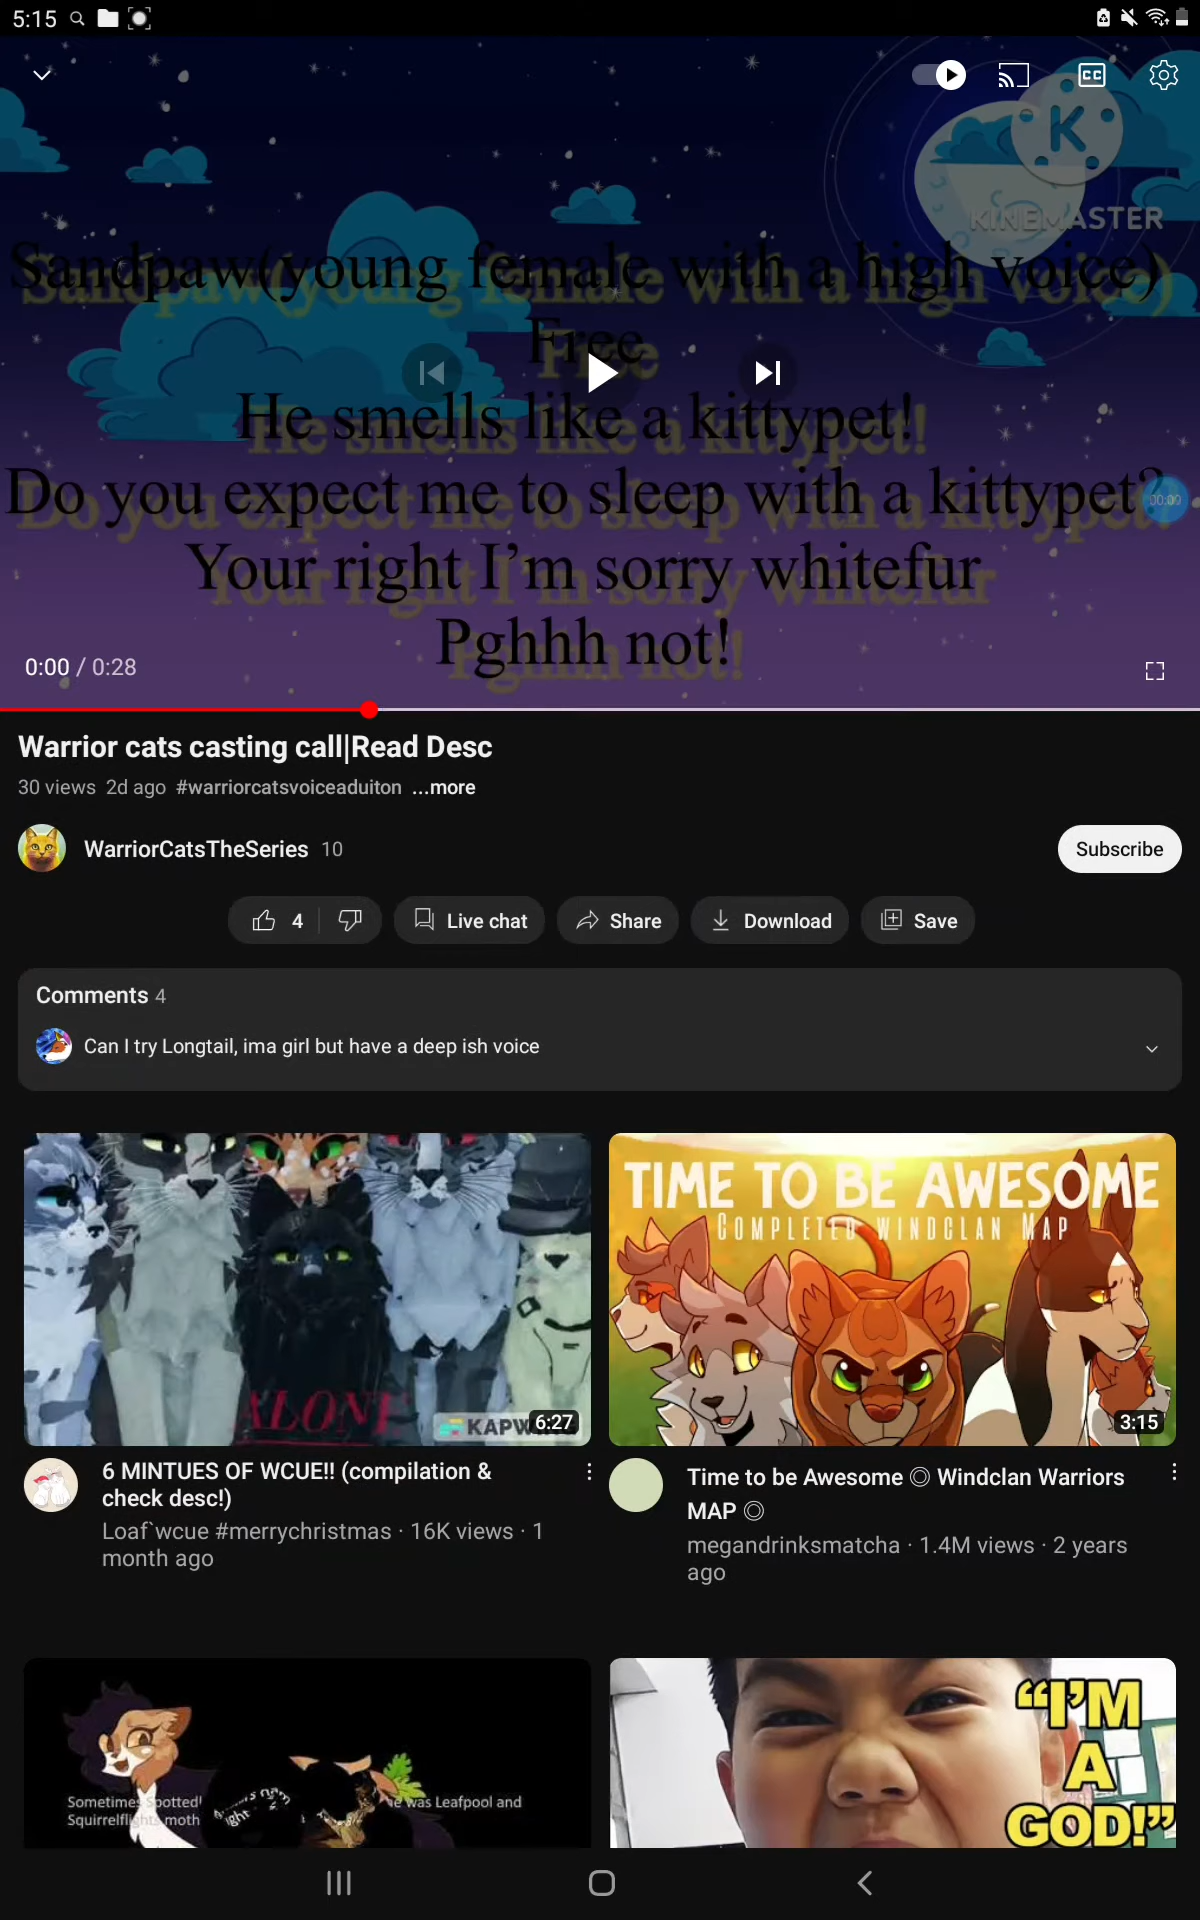 5:15
KINEMASTER
Sandpaw(young female with a high voice)
Free
He smells like a kittypet!
Do you expect me to sleep with a kittypet?
00:09
Your right I'm sorry whitefur
Pghhh not!
0:00 / 0:28
Warrior cats casting call|Read Desc
30 views 2d ago #warriorcatsvoiceaduiton ...more
WarriorCatsTheSeries 10
Subscribe
4
Live chat
Share
Download
Save
Comments 4
Can I try Longtail, ima girl but have a deep ish voice
ALONE
KAPW
6:27
TIME TO BE AWESOME
COMPLETED WINDCLAN MAP
3:15
6 MINTUES OF WCUE!! (compilation &
check desc!)
Loaf`wcue #merrychristmas · 16K views · 1
month ago
Time to be Awesome ◎ Windclan Warriors
MAP ◎
megandrinksmatcha · 1.4M views · 2 years
ago
Sometimes Spotted
was Leafpool and
Squirrelflights moth
"I'M
A
GOD!"